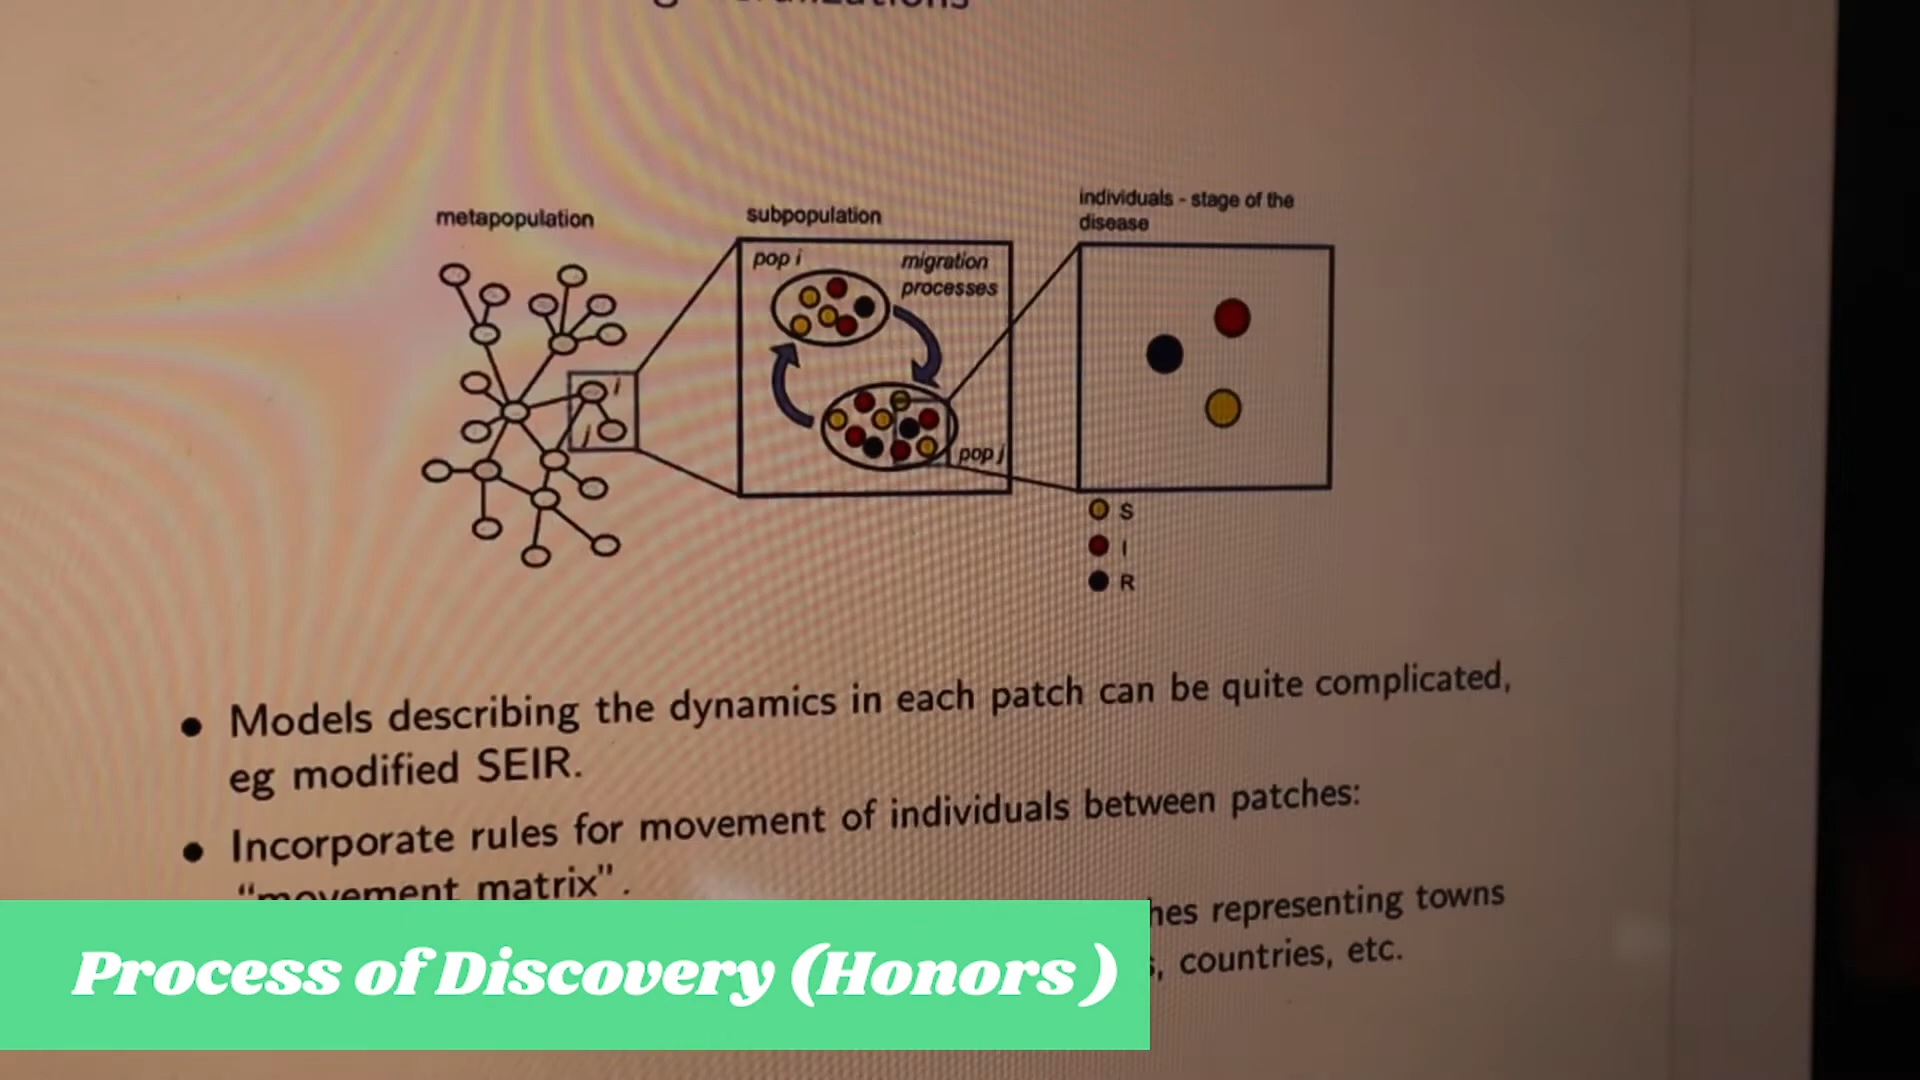 metapopulation
subpopulation
individuals - stage of the
disease
pop i
migration
processes
i
j
pop j
S
I
R
● Models describing the dynamics in each patch can be quite complicated,
eg modified SEIR.
● Incorporate rules for movement of individuals between patches:
“movement matrix”.
representing towns
, countries, etc.
Process of Discovery (Honors )